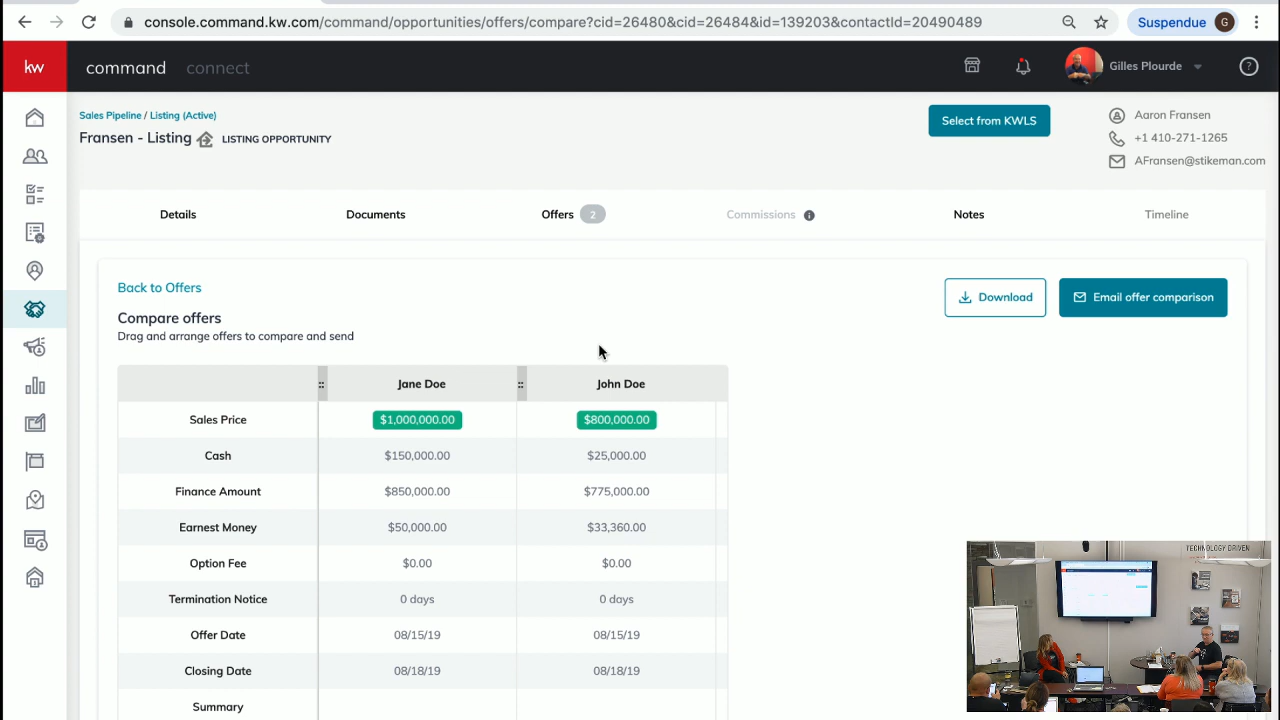 console.command.kw.com/command/opportunities/offers/compare?cid=26480&cid=26484&id=139203&contactId=20490489
Suspendue G
kw command connect
Gilles Plourde
?
Sales Pipeline / Listing (Active)
Fransen - Listing LISTING OPPORTUNITY
Select from KWLS
Aaron Fransen
+1 410-271-1265
AFransen@stikeman.com
Details Documents Offers 2 Commissions i Notes Timeline
Back to Offers
Download
Email offer comparison
Compare offers
Drag and arrange offers to compare and send
:: Jane Doe :: John Doe
Sales Price $1,000,000.00 $800,000.00
Cash $150,000.00 $25,000.00
Finance Amount $850,000.00 $775,000.00
Earnest Money $50,000.00 $33,360.00
Option Fee $0.00 $0.00
Termination Notice 0 days 0 days
Offer Date 08/15/19 08/15/19
Closing Date 08/18/19 08/18/19
Summary
TECHNOLOGY DRIVEN